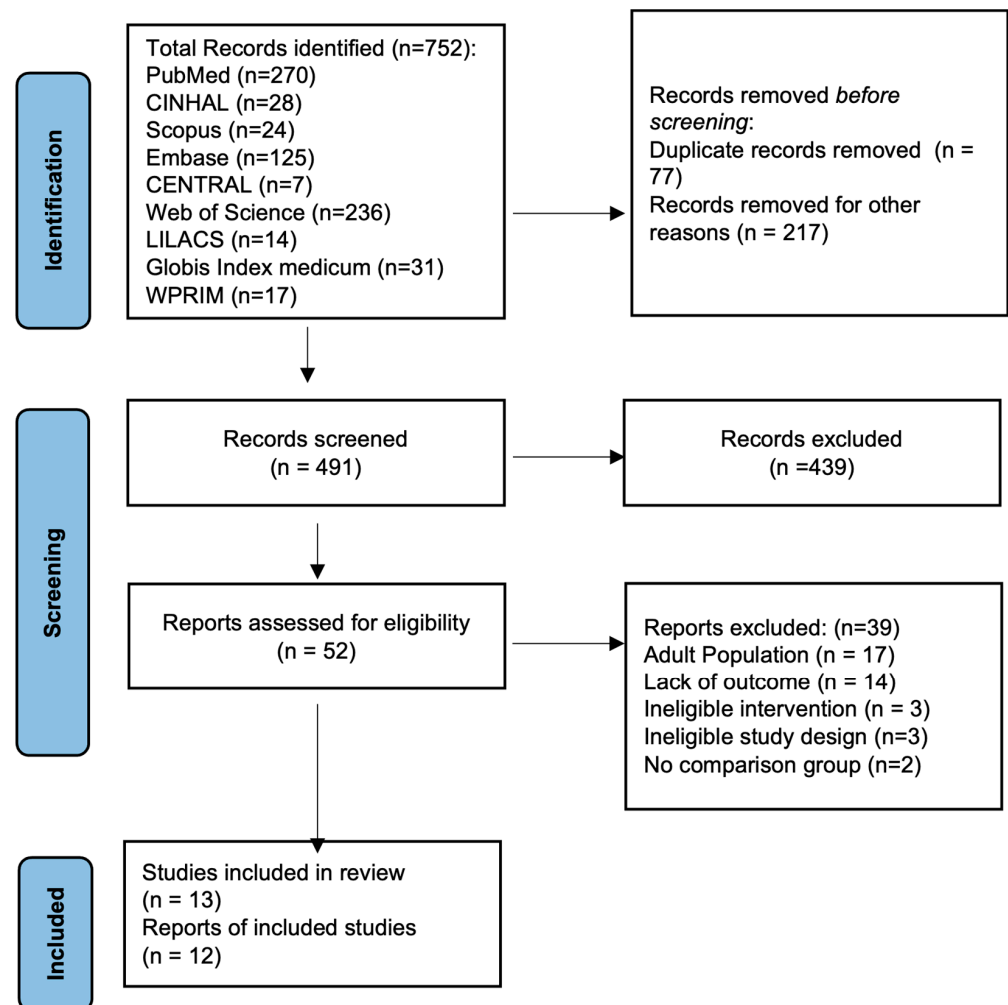 Identification
Total Records identified (n=752):
PubMed (n=270)
CINHAL (n=28)
Scopus (n=24)
Embase (n=125)
CENTRAL (n=7)
Web of Science (n=236)
LILACS (n=14)
Globis Index medicum (n=31)
WPRIM (n=17)
Records removed before
screening:
Duplicate records removed (n =
77)
Records removed for other
reasons (n = 217)
Screening
Records screened
(n = 491)
Records excluded
(n =439)
Reports assessed for eligibility
(n = 52)
Reports excluded: (n=39)
Adult Population (n = 17)
Lack of outcome (n = 14)
Ineligible intervention (n = 3)
Ineligible study design (n=3)
No comparison group (n=2)
Included
Studies included in review
(n = 13)
Reports of included studies
(n = 12)